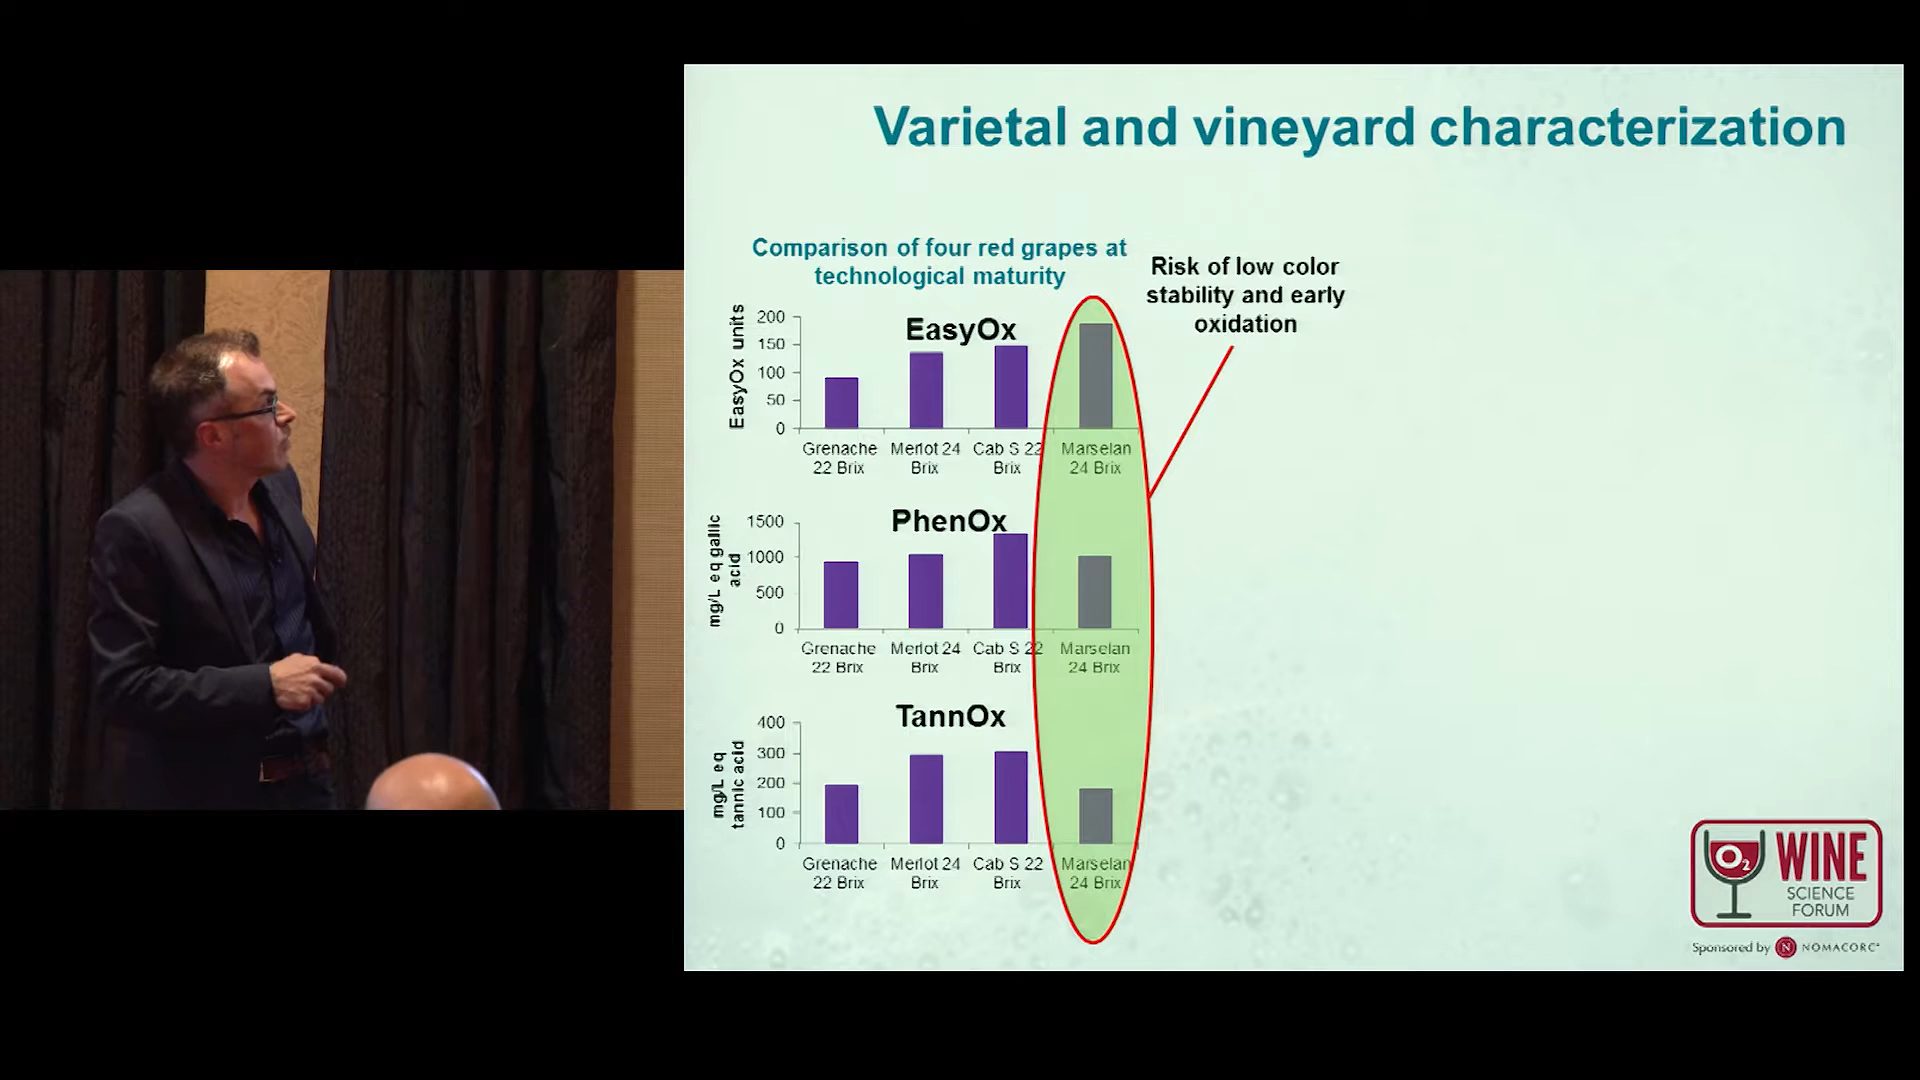 Varietal and vineyard characterization
Comparison of four red grapes at
technological maturity
Risk of low color
stability and early
oxidation
EasyOx
EasyOx units
200
150
100
50
0
Grenache
22 Brix
Merlot 24
Brix
Cab S 22
Brix
Marselan
24 Brix
PhenOx
mg/L eq gallic
acid
1500
1000
500
0
Grenache
22 Brix
Merlot 24
Brix
Cab S 22
Brix
Marselan
24 Brix
TannOx
mg/L eq
tannic acid
400
300
200
100
0
Grenache
22 Brix
Merlot 24
Brix
Cab S 22
Brix
Marselan
24 Brix
O2
WINE
SCIENCE
FORUM
Sponsored by N NOMACORC